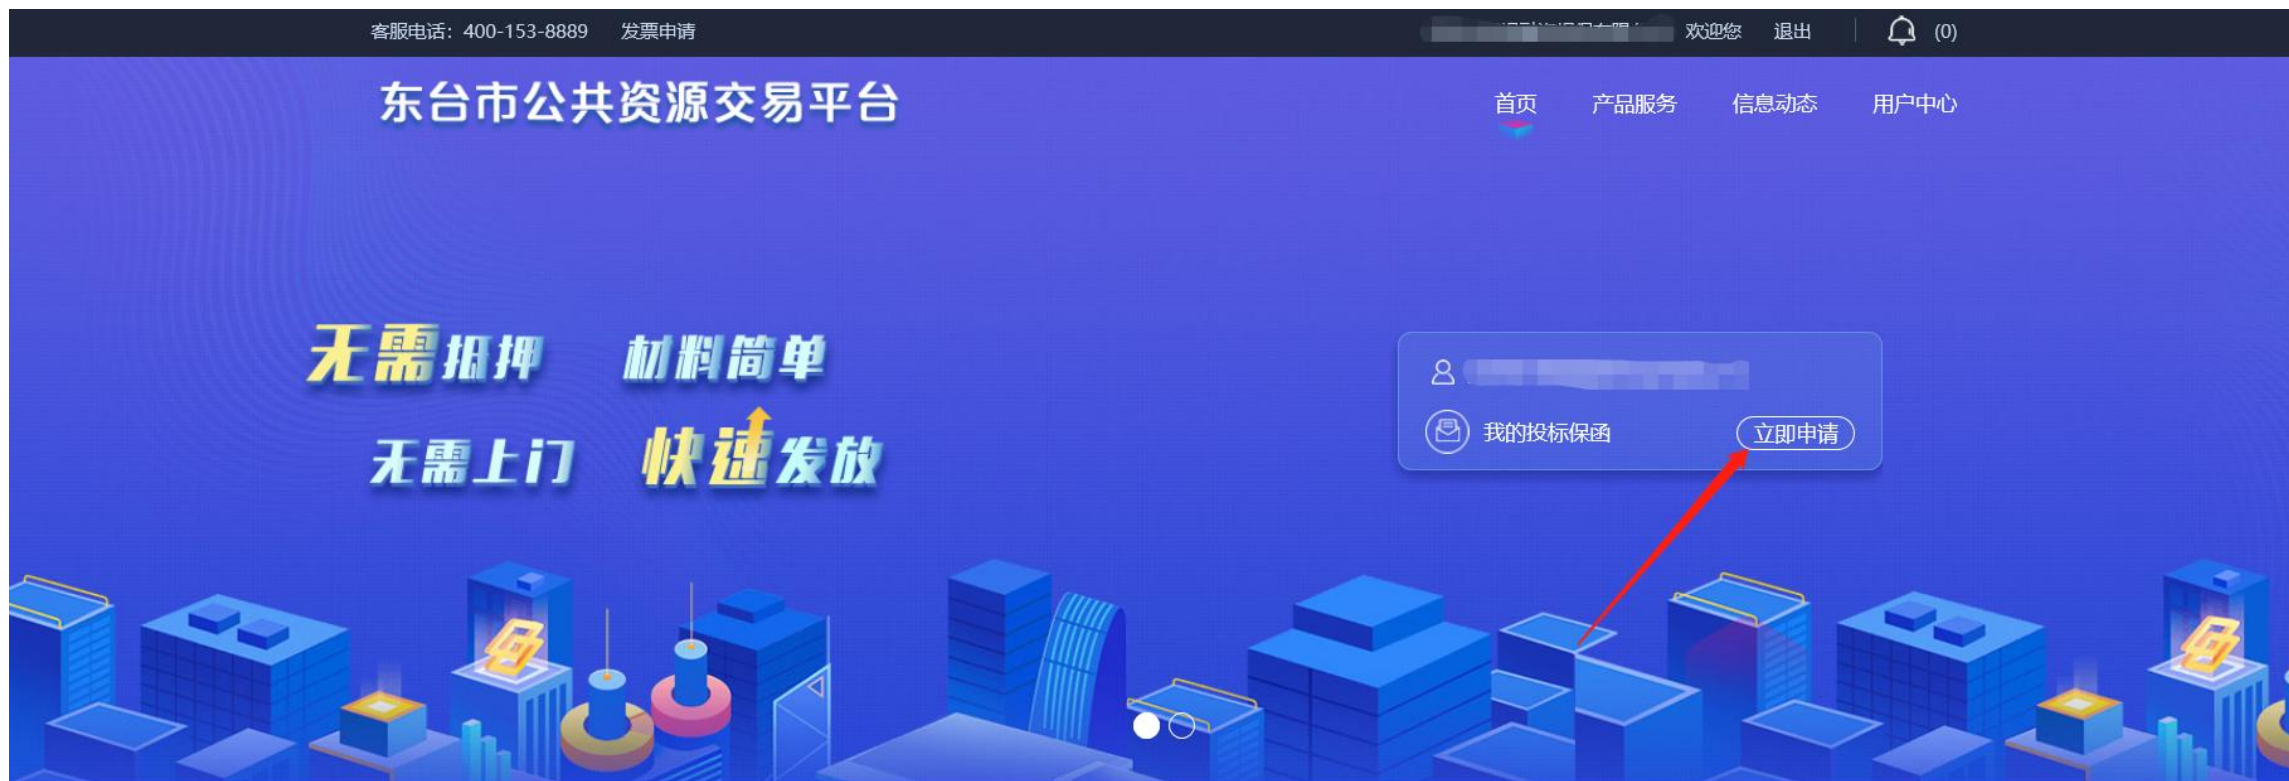 客服电话：400-153-8889 发票申请 欢迎您 退出 (0)
东台市公共资源交易平台
首页 产品服务 信息动态 用户中心
无需抵押 材料简单
无需上门 快速发放
我的投标保函 立即申请